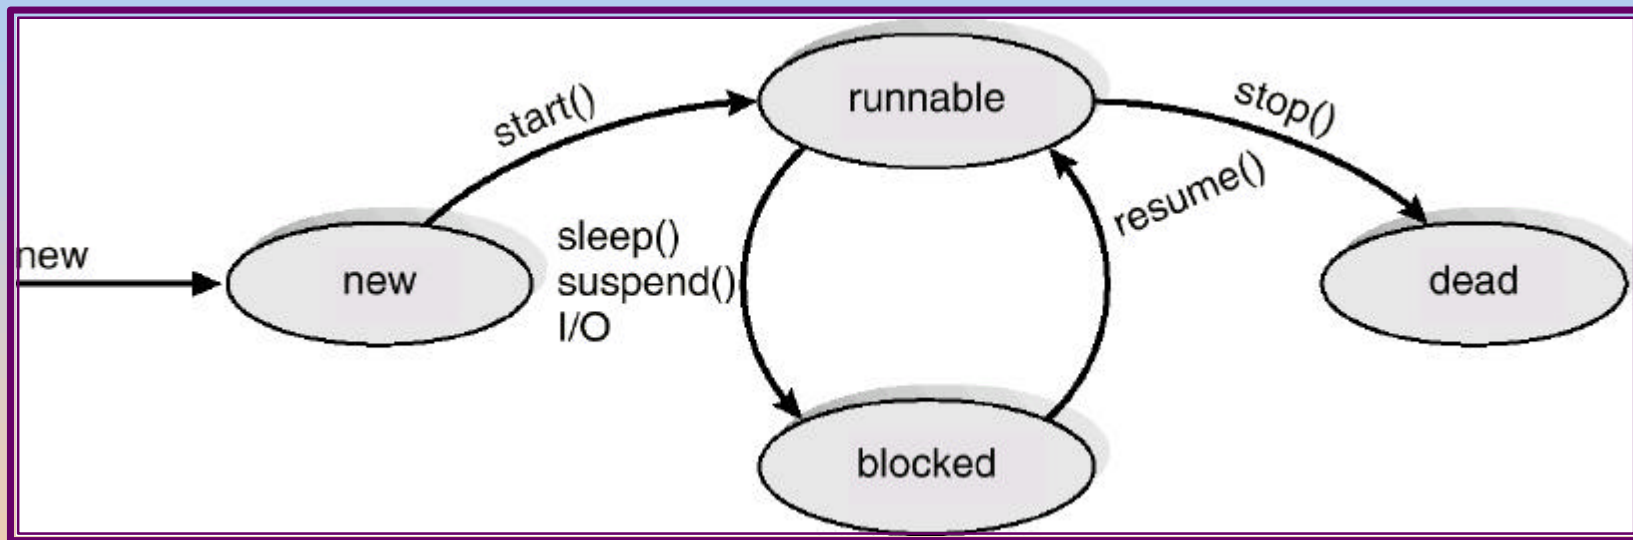 runnable
start()
stop()
resume()
sleep()
suspend()
I/O
new
new
dead
blocked